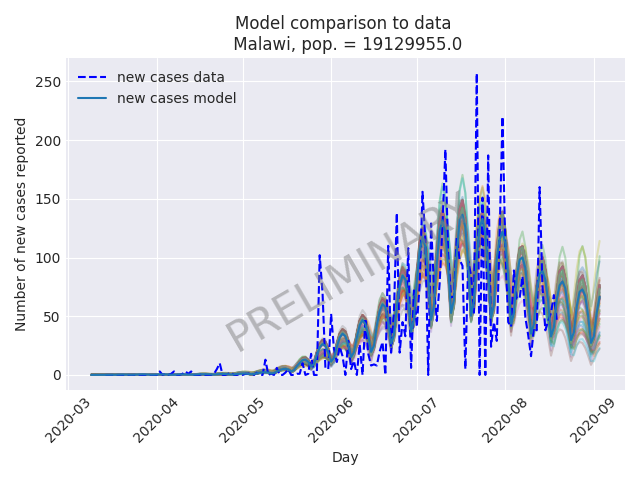 Model comparison to data
Malawi, pop. = 19129955.0
new cases data
new cases model
Number of new cases reported
250
200
150
100
50
0
PRELIMINARY
2020-03
2020-04
2020-05
2020-06
2020-07
2020-08
2020-09
Day